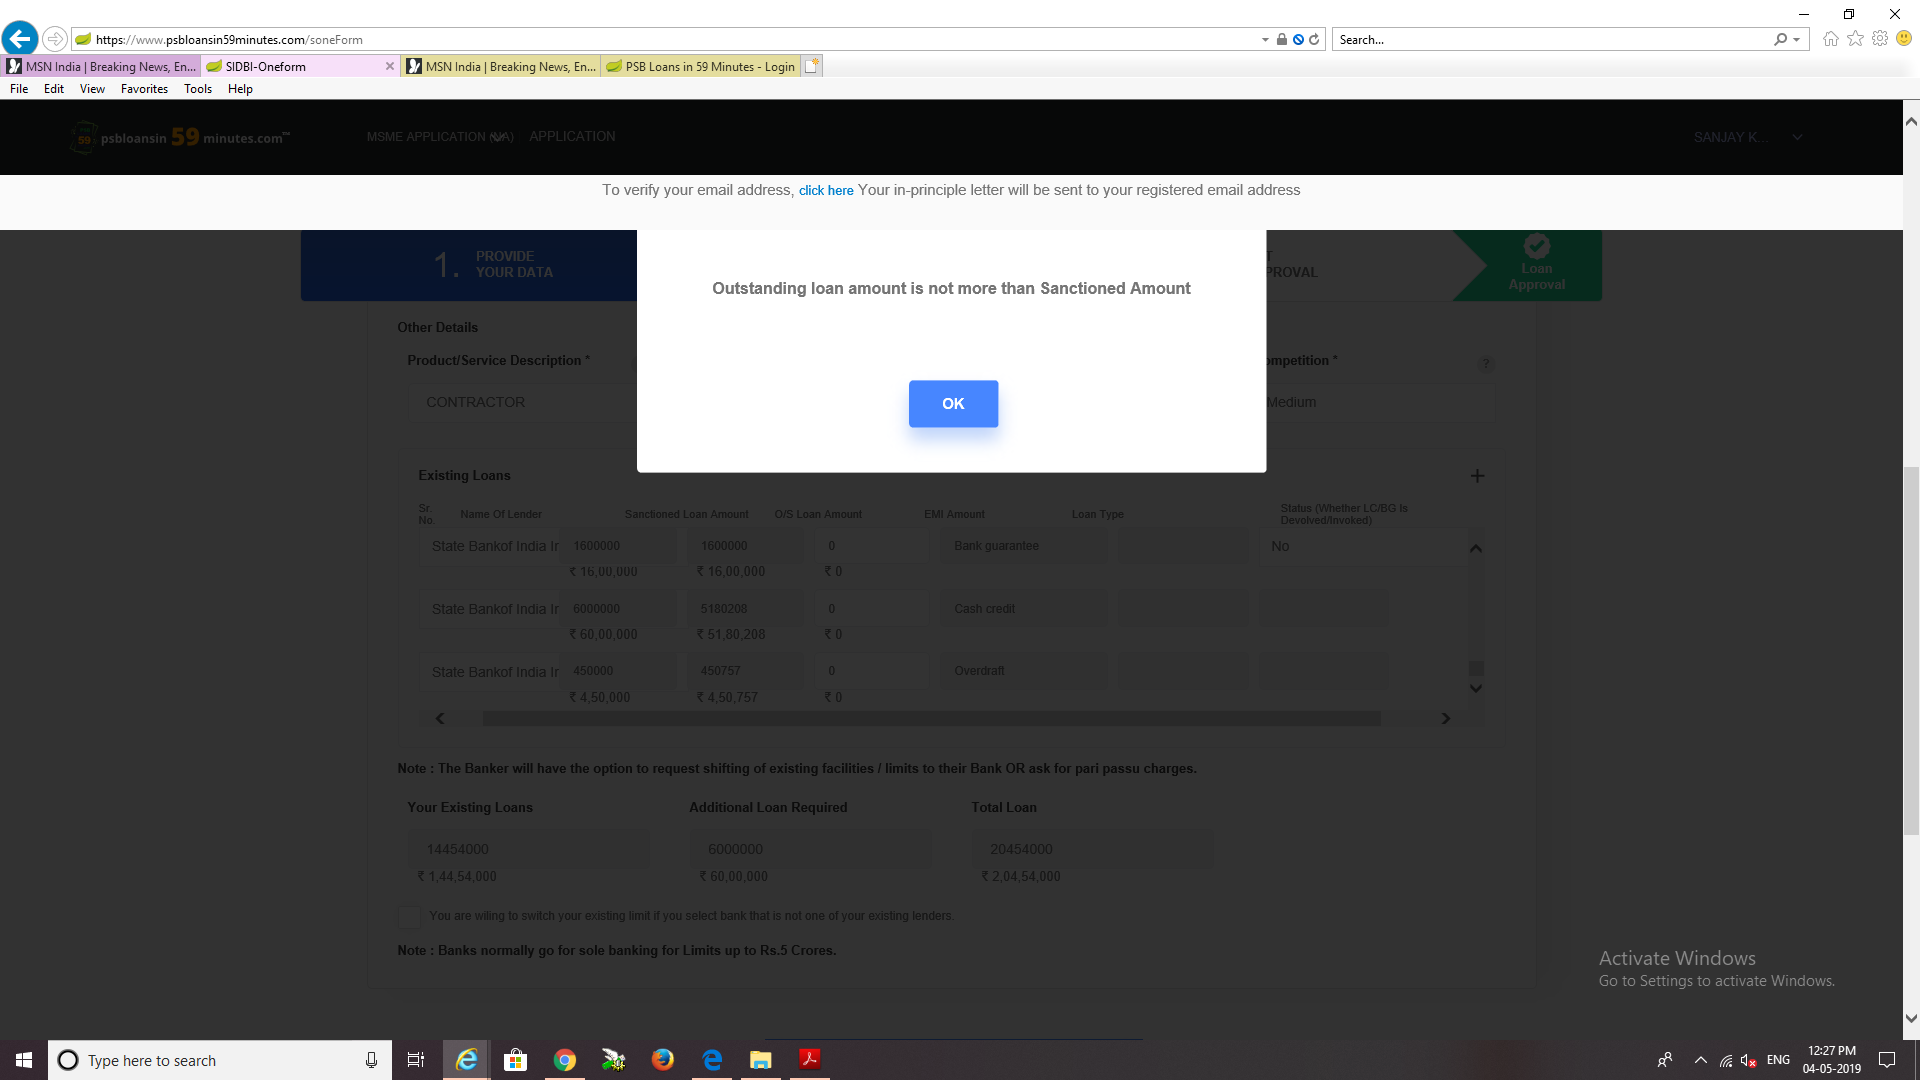 https://www.psbloansin59minutes.com/soneForm
Search...
MSN India | Breaking News, En...
SIDBI-Oneform
MSN India | Breaking News, En...
PSB Loans in 59 Minutes - Login
File Edit View Favorites Tools Help
59 psbloansin 59 minutes.com™
MSME APPLICATION (NA) APPLICATION
SANJAY K...
To verify your email address, click here Your in-principle letter will be sent to your registered email address
1. PROVIDE
YOUR DATA
PROVAL
Loan
Approval
Outstanding loan amount is not more than Sanctioned Amount
OK
Other Details
Product/Service Description *
ompetition *
?
CONTRACTOR
Medium
Existing Loans
+
Sr.
No.
Name Of Lender
Sanctioned Loan Amount
O/S Loan Amount
EMI Amount
Loan Type
Status (Whether LC/BG Is
Devolved/Invoked)
State Bankof India Ir 1600000 1600000 0 Bank guarantee No
₹ 16,00,000 ₹ 16,00,000 ₹ 0
State Bankof India Ir 6000000 5180208 0 Cash credit
₹ 60,00,000 ₹ 51,80,208 ₹ 0
State Bankof India Ir 450000 450757 0 Overdraft
₹ 4,50,000 ₹ 4,50,757 ₹ 0
Note : The Banker will have the option to request shifting of existing facilities / limits to their Bank OR ask for pari passu charges.
Your Existing Loans Additional Loan Required Total Loan
14454000 6000000 20454000
₹ 1,44,54,000 ₹ 60,00,000 ₹ 2,04,54,000
You are wiling to switch your existing limit if you select bank that is not one of your existing lenders.
Note : Banks normally go for sole banking for Limits up to Rs.5 Crores.
Activate Windows
Go to Settings to activate Windows.
Type here to search
ENG
12:27 PM
04-05-2019